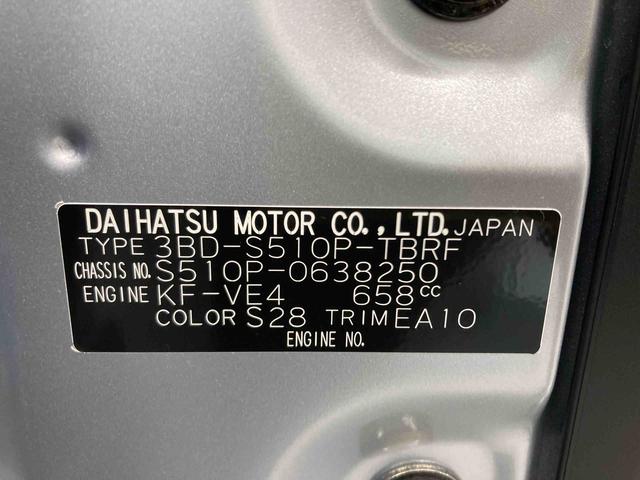 DAIHATSU MOTOR CO., LTD. JAPAN
TYPE 3BD-S510P-TBRF
CHASSIS NO. S510P-0638250
ENGINE KF-VE4 658cc
COLOR S28 TRIM EA10
ENGINE NO.